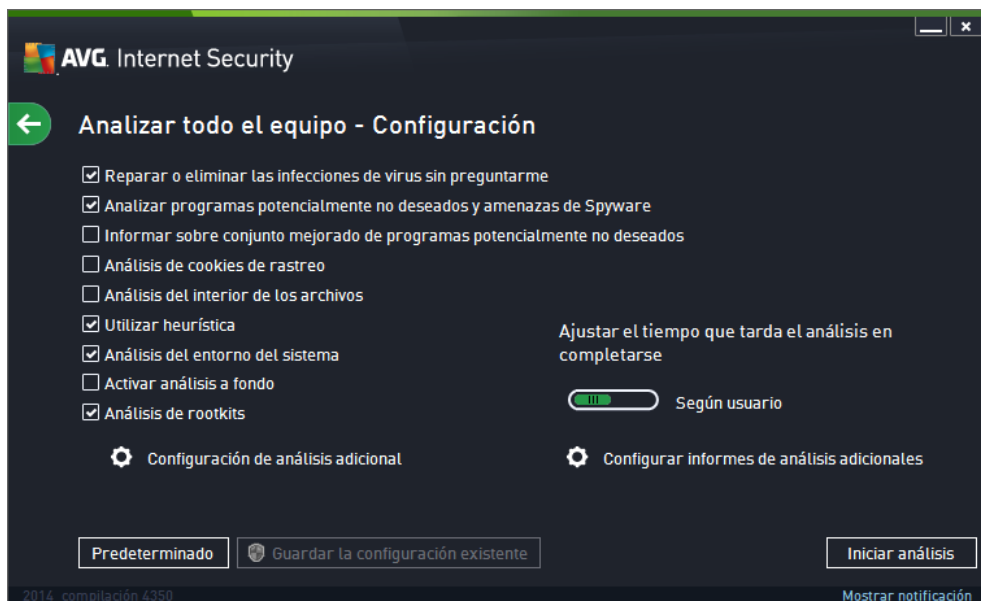 AVG. Internet Security
Analizar todo el equipo - Configuración
Reparar o eliminar las infecciones de virus sin preguntarme
Analizar programas potencialmente no deseados y amenazas de Spyware
Informar sobre conjunto mejorado de programas potencialmente no deseados
Análisis de cookies de rastreo
Análisis del interior de los archivos
Utilizar heurística
Análisis del entorno del sistema
Activar análisis a fondo
Análisis de rootkits
Ajustar el tiempo que tarda el análisis en
completarse
Según usuario
Configuración de análisis adicional
Configurar informes de análisis adicionales
Predeterminado
Guardar la configuración existente
Iniciar análisis
2014 compilación 4350
Mostrar notificación